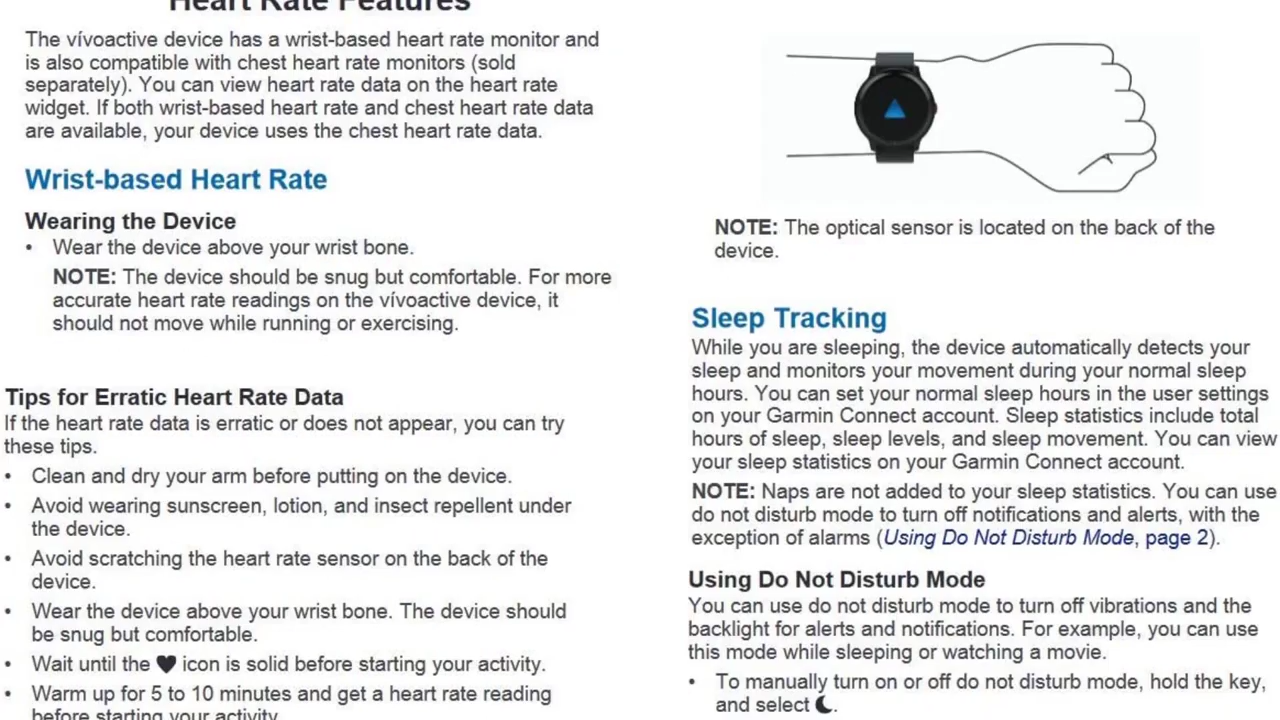 Heart Rate Features
The vívoactive device has a wrist-based heart rate monitor and
is also compatible with chest heart rate monitors (sold
separately). You can view heart rate data on the heart rate
widget. If both wrist-based heart rate and chest heart rate data
are available, your device uses the chest heart rate data.
Wrist-based Heart Rate
Wearing the Device
• Wear the device above your wrist bone.
NOTE: The device should be snug but comfortable. For more
accurate heart rate readings on the vívoactive device, it
should not move while running or exercising.
Tips for Erratic Heart Rate Data
If the heart rate data is erratic or does not appear, you can try
these tips.
• Clean and dry your arm before putting on the device.
• Avoid wearing sunscreen, lotion, and insect repellent under
the device.
• Avoid scratching the heart rate sensor on the back of the
device.
• Wear the device above your wrist bone. The device should
be snug but comfortable.
• Wait until the ♥ icon is solid before starting your activity.
• Warm up for 5 to 10 minutes and get a heart rate reading
before starting your activity.
NOTE: The optical sensor is located on the back of the
device.
Sleep Tracking
While you are sleeping, the device automatically detects your
sleep and monitors your movement during your normal sleep
hours. You can set your normal sleep hours in the user settings
on your Garmin Connect account. Sleep statistics include total
hours of sleep, sleep levels, and sleep movement. You can view
your sleep statistics on your Garmin Connect account.
NOTE: Naps are not added to your sleep statistics. You can use
do not disturb mode to turn off notifications and alerts, with the
exception of alarms (Using Do Not Disturb Mode, page 2).
Using Do Not Disturb Mode
You can use do not disturb mode to turn off vibrations and the
backlight for alerts and notifications. For example, you can use
this mode while sleeping or watching a movie.
• To manually turn on or off do not disturb mode, hold the key,
and select ☾.